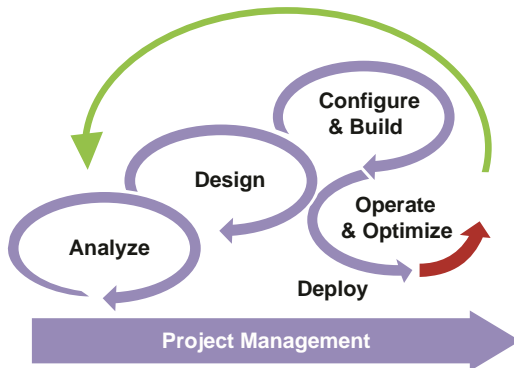 Configure
& Build
Design
Operate
& Optimize
Analyze
Deploy
Project Management